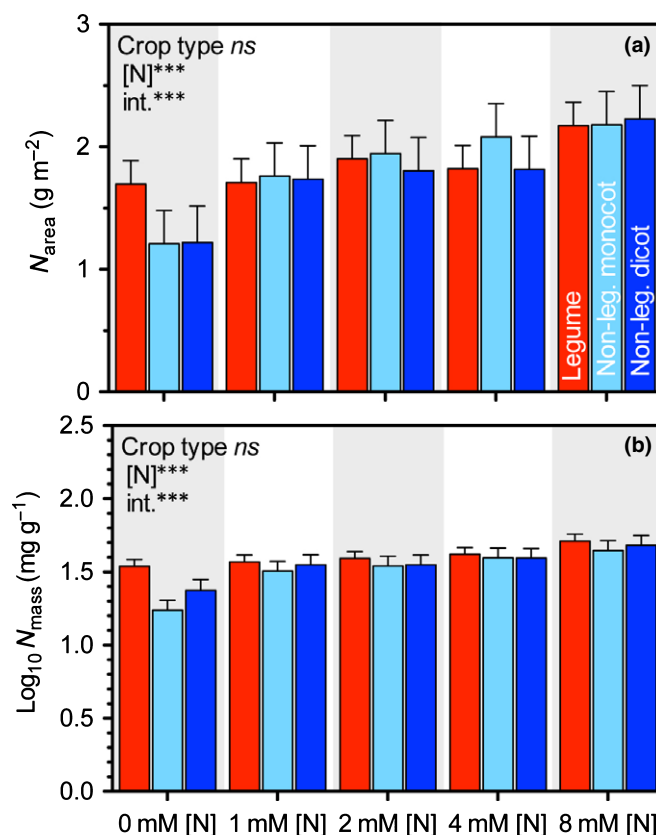 3
2
1
0
N_area (g m⁻²)
Crop type ns
[N]***
int.***
(a)
Legume
Non-leg. monocot
Non-leg. dicot
2.5
2.0
1.5
1.0
0.5
0.0
Log₁₀ N_mass (mg g⁻¹)
Crop type ns
[N]***
int.***
(b)
0 mM [N] 1 mM [N] 2 mM [N] 4 mM [N] 8 mM [N]